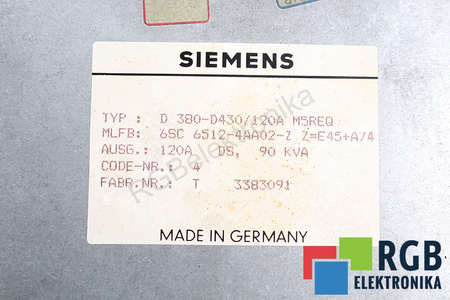 SIEMENS
TYP : D 380-D430/120A M5REQ
MLFB: 6SC 6512-4AA02-Z Z=E45+A74
AUSG.: 120A DS, 90 KVA
CODE-NR.: 4
FABR.NR.: T 3383091
MADE IN GERMANY
RGBelektronika
RGB
ELEKTRONIKA